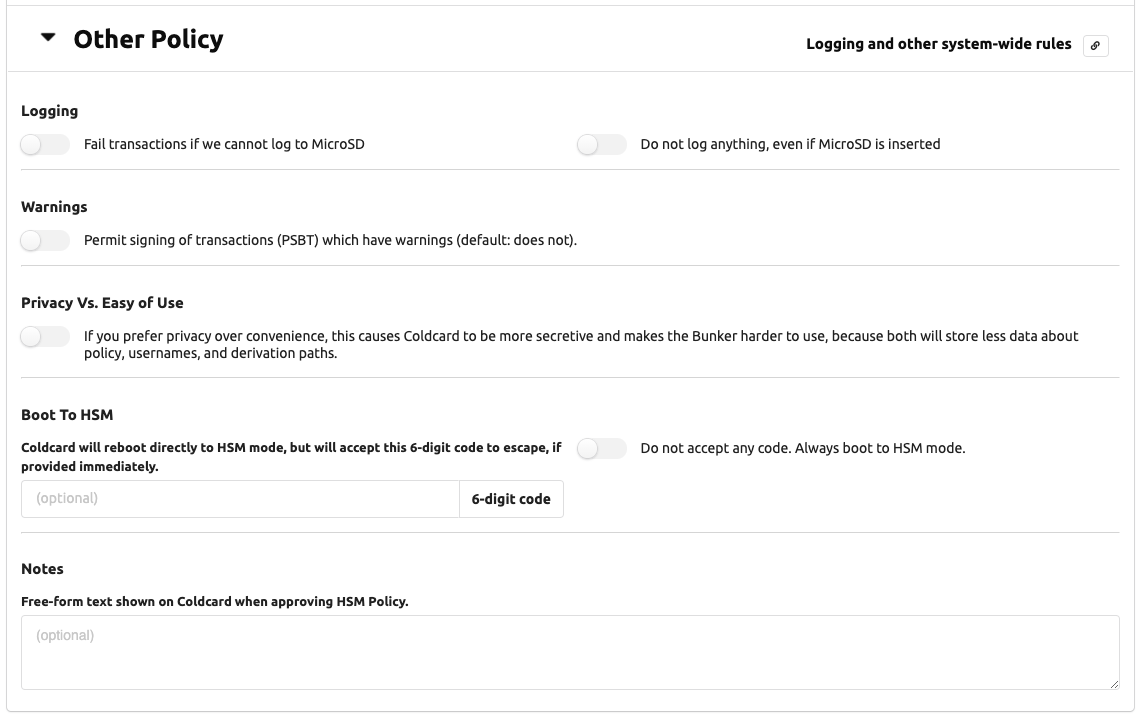 Other Policy
Logging and other system-wide rules
Logging
Fail transactions if we cannot log to MicroSD
Do not log anything, even if MicroSD is inserted
Warnings
Permit signing of transactions (PSBT) which have warnings (default: does not).
Privacy Vs. Easy of Use
If you prefer privacy over convenience, this causes Coldcard to be more secretive and makes the Bunker harder to use, because both will store less data about
policy, usernames, and derivation paths.
Boot To HSM
Coldcard will reboot directly to HSM mode, but will accept this 6-digit code to escape, if
provided immediately.
Do not accept any code. Always boot to HSM mode.
(optional)
6-digit code
Notes
Free-form text shown on Coldcard when approving HSM Policy.
(optional)